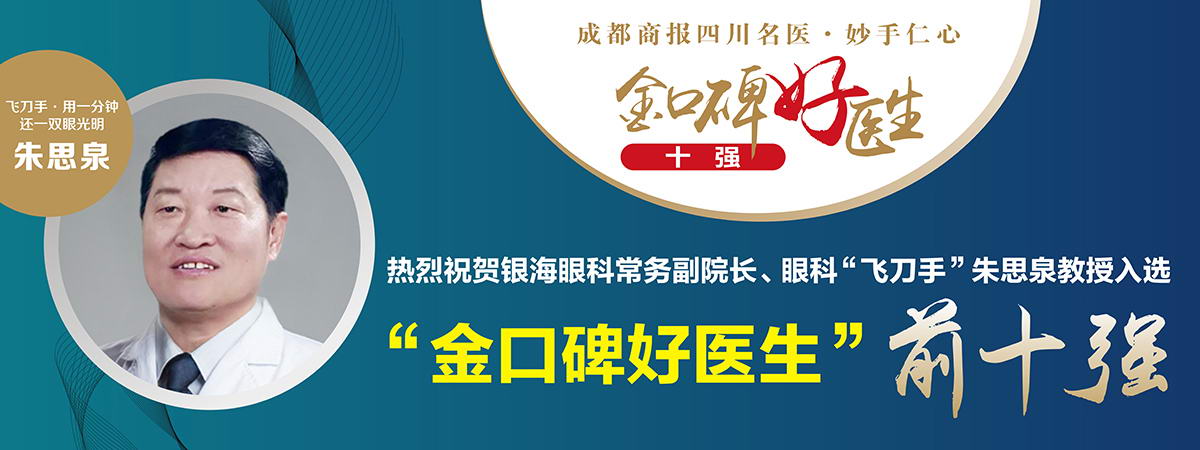 成都商报四川名医·妙手仁心
金口碑好医生
十强
飞刀手·用一分钟
还一双眼光明
朱思泉
热烈祝贺银海眼科常务副院长、眼科“飞刀手”朱思泉教授入选
“金口碑好医生”前十强